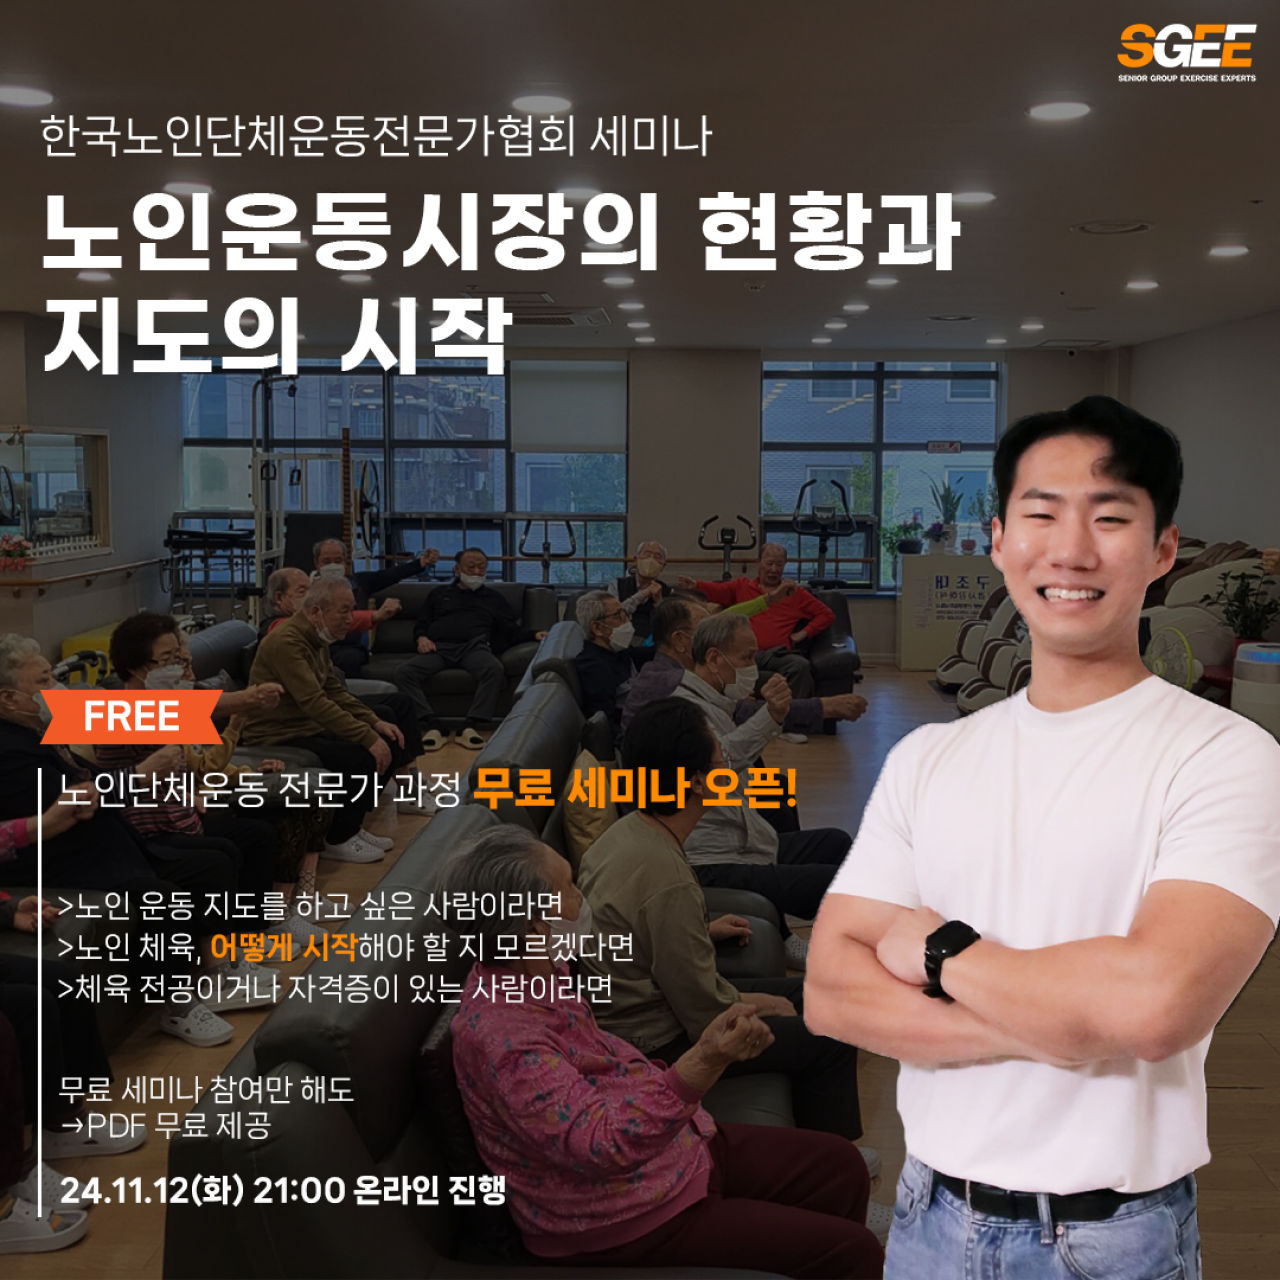 SGEE
SENIOR GROUP EXERCISE EXPERTS
한국노인단체운동전문가협회 세미나
노인운동시장의 현황과
지도의 시작
FREE
노인단체운동 전문가 과정 무료 세미나 오픈!
>노인 운동 지도를 하고 싶은 사람이라면
>노인 체육, 어떻게 시작해야 할 지 모르겠다면
>체육 전공이거나 자격증이 있는 사람이라면
무료 세미나 참여만 해도
→PDF 무료 제공
24.11.12(화) 21:00 온라인 진행